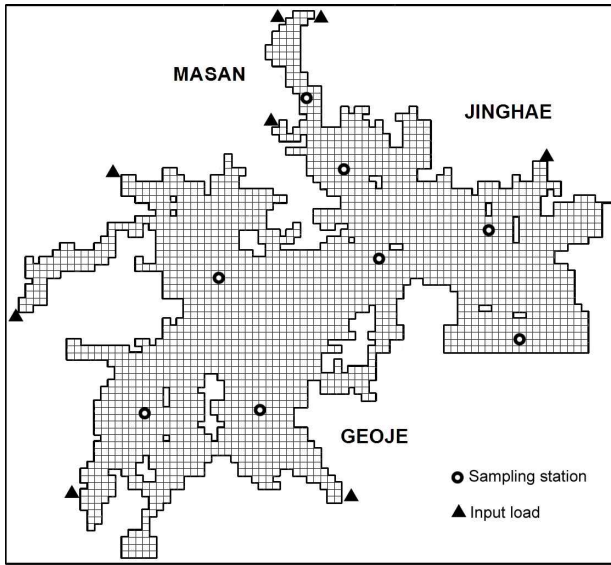 MASAN
JINGHAE
GEOJE
Sampling station
Input load